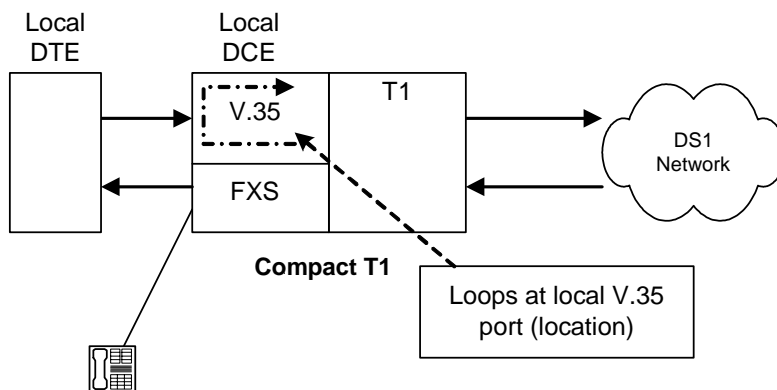 Local
DTE
Local
DCE
V.35
T1
FXS
DS1
Network
Compact T1
Loops at local V.35
port (location)